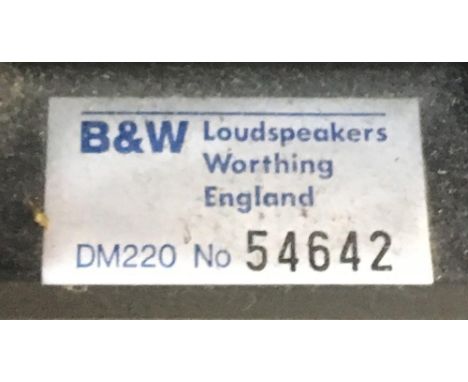 B&W Loudspeakers
Worthing
England
DM220 No 54642